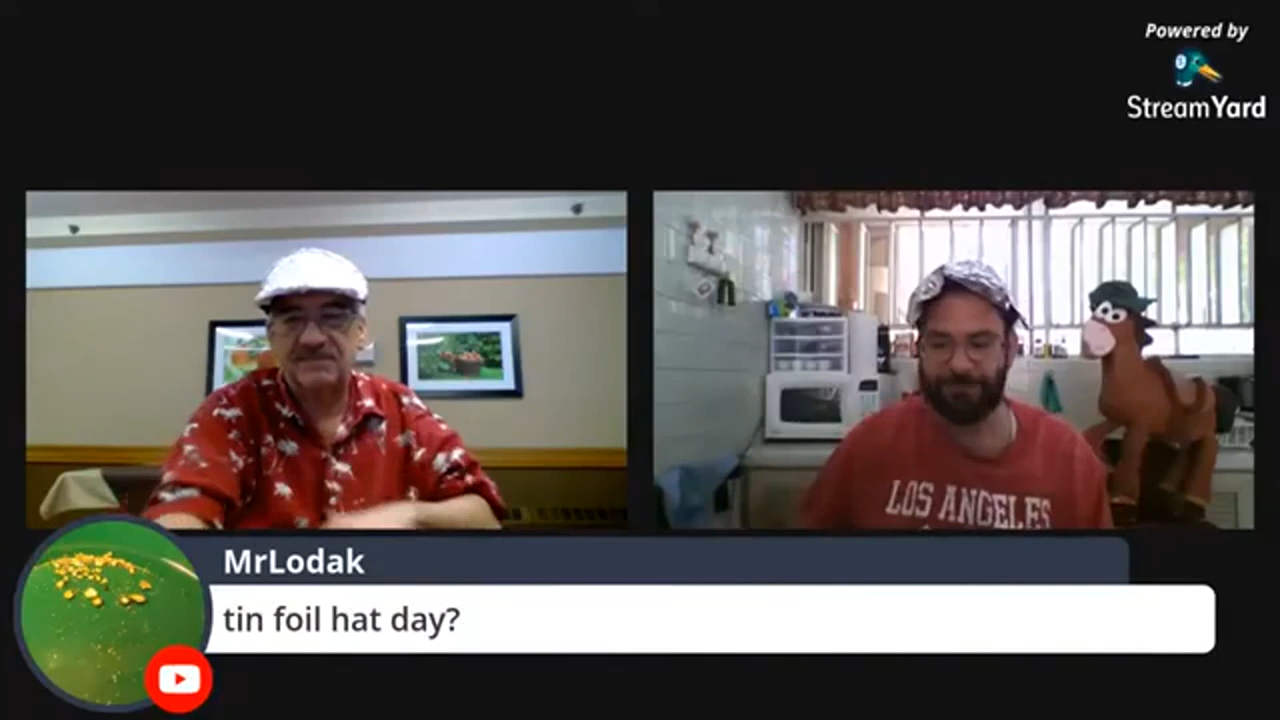 Powered by
StreamYard
LOS ANGELES
MrLodak
tin foil hat day?